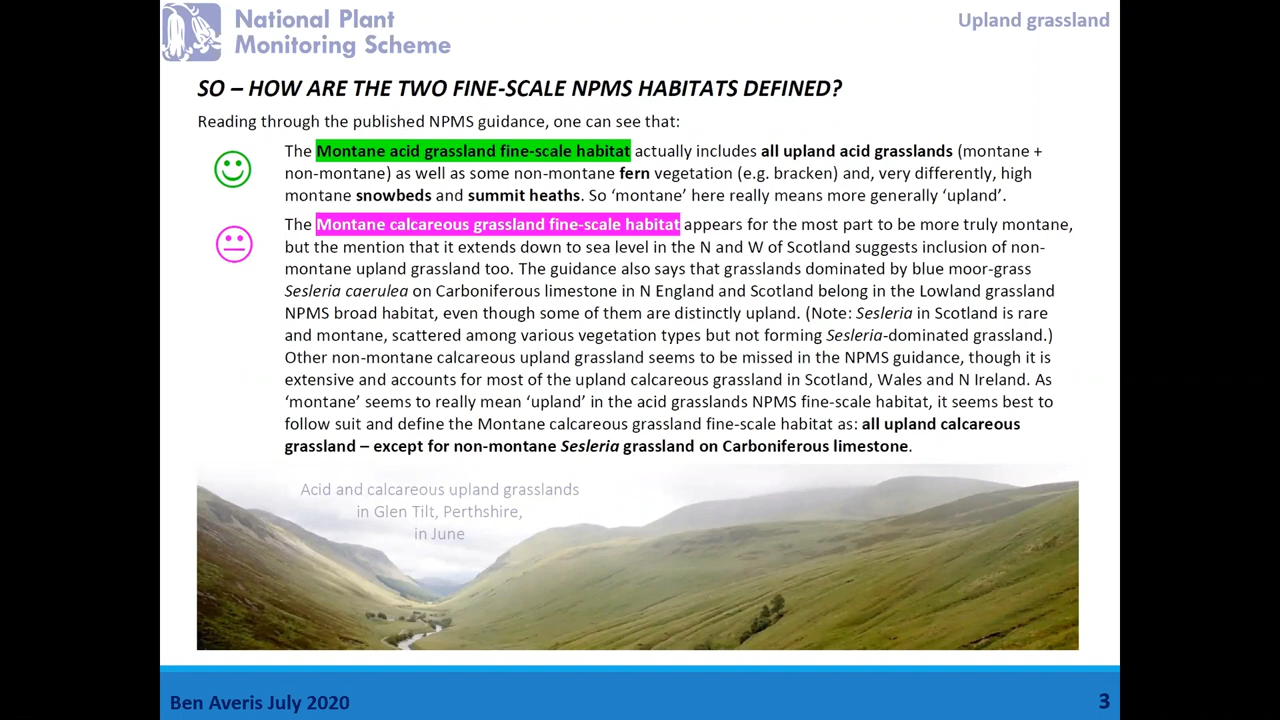 National Plant
Monitoring Scheme
Upland grassland
SO – HOW ARE THE TWO FINE-SCALE NPMS HABITATS DEFINED?
Reading through the published NPMS guidance, one can see that:
The Montane acid grassland fine-scale habitat actually includes all upland acid grasslands (montane +
non-montane) as well as some non-montane fern vegetation (e.g. bracken) and, very differently, high
montane snowbeds and summit heaths. So ‘montane’ here really means more generally ‘upland’.
The Montane calcareous grassland fine-scale habitat appears for the most part to be more truly montane,
but the mention that it extends down to sea level in the N and W of Scotland suggests inclusion of non-
montane upland grassland too. The guidance also says that grasslands dominated by blue moor-grass
Sesleria caerulea on Carboniferous limestone in N England and Scotland belong in the Lowland grassland
NPMS broad habitat, even though some of them are distinctly upland. (Note: Sesleria in Scotland is rare
and montane, scattered among various vegetation types but not forming Sesleria-dominated grassland.)
Other non-montane calcareous upland grassland seems to be missed in the NPMS guidance, though it is
extensive and accounts for most of the upland calcareous grassland in Scotland, Wales and N Ireland. As
‘montane’ seems to really mean ‘upland’ in the acid grasslands NPMS fine-scale habitat, it seems best to
follow suit and define the Montane calcareous grassland fine-scale habitat as: all upland calcareous
grassland – except for non-montane Sesleria grassland on Carboniferous limestone.
Acid and calcareous upland grasslands
in Glen Tilt, Perthshire,
in June
Ben Averis July 2020
3